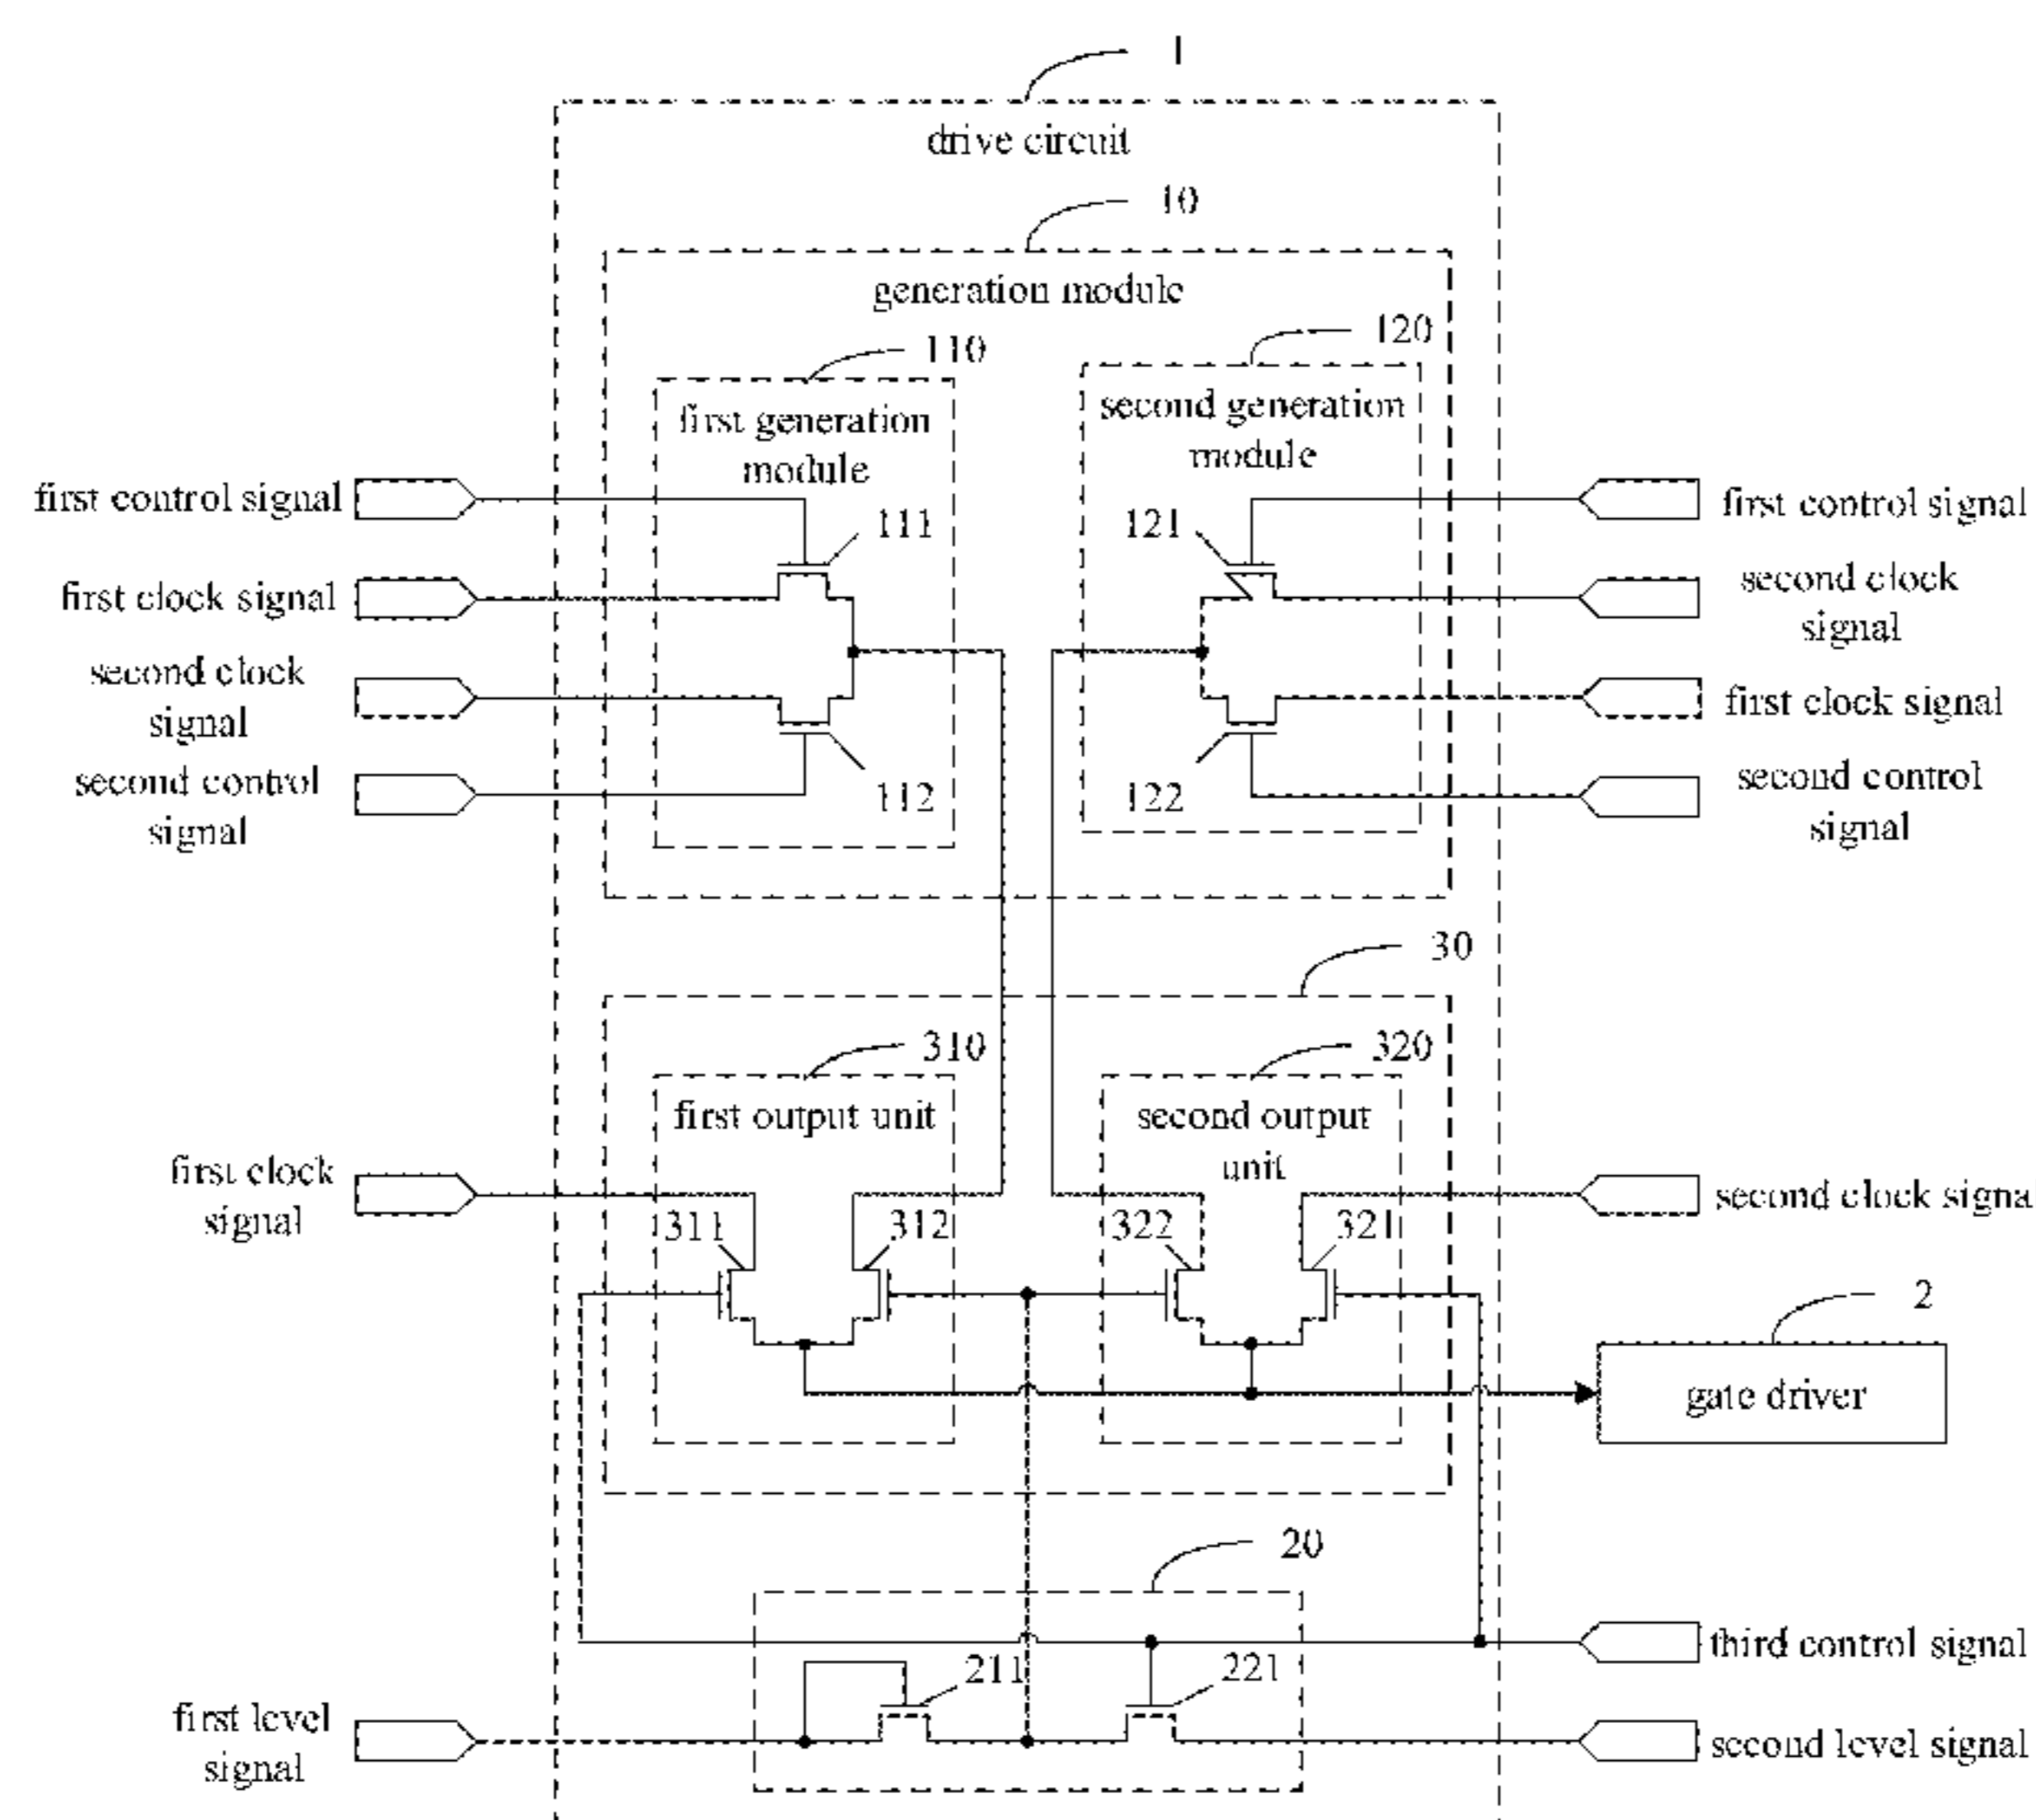 1
drive circuit
10
generation module
110
120
first generation
module
second generation
module
first control signal
first control signal
111
121
first clock signal
second clock
signal
second clock
signal
first clock signal
second control
signal
112
122
second control
signal
30
310
320
first output unit
second output
unit
first clock
signal
second clock signa
311
312
322
321
2
gate driver
20
third control signal
211
221
first level
signal
second level signal